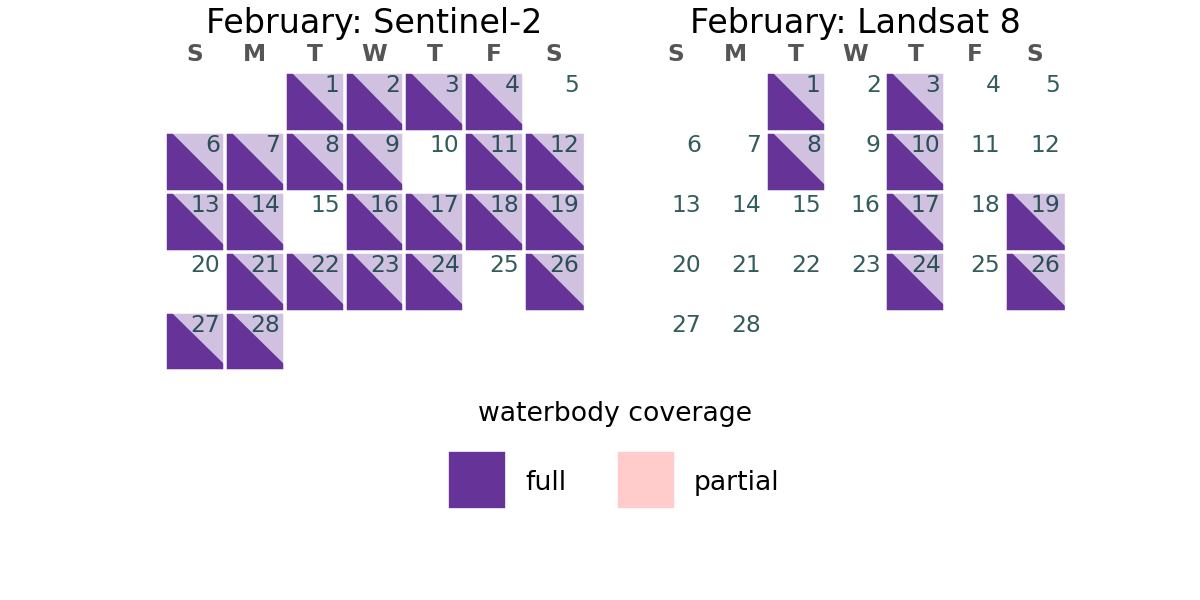 February: Sentinel-2
S M T W T F S
1 2 3 4 5
6 7 8 9 10 11 12
13 14 15 16 17 18 19
20 21 22 23 24 25 26
27 28
February: Landsat 8
S M T W T F S
1 2 3 4 5
6 7 8 9 10 11 12
13 14 15 16 17 18 19
20 21 22 23 24 25 26
27 28
waterbody coverage
full partial